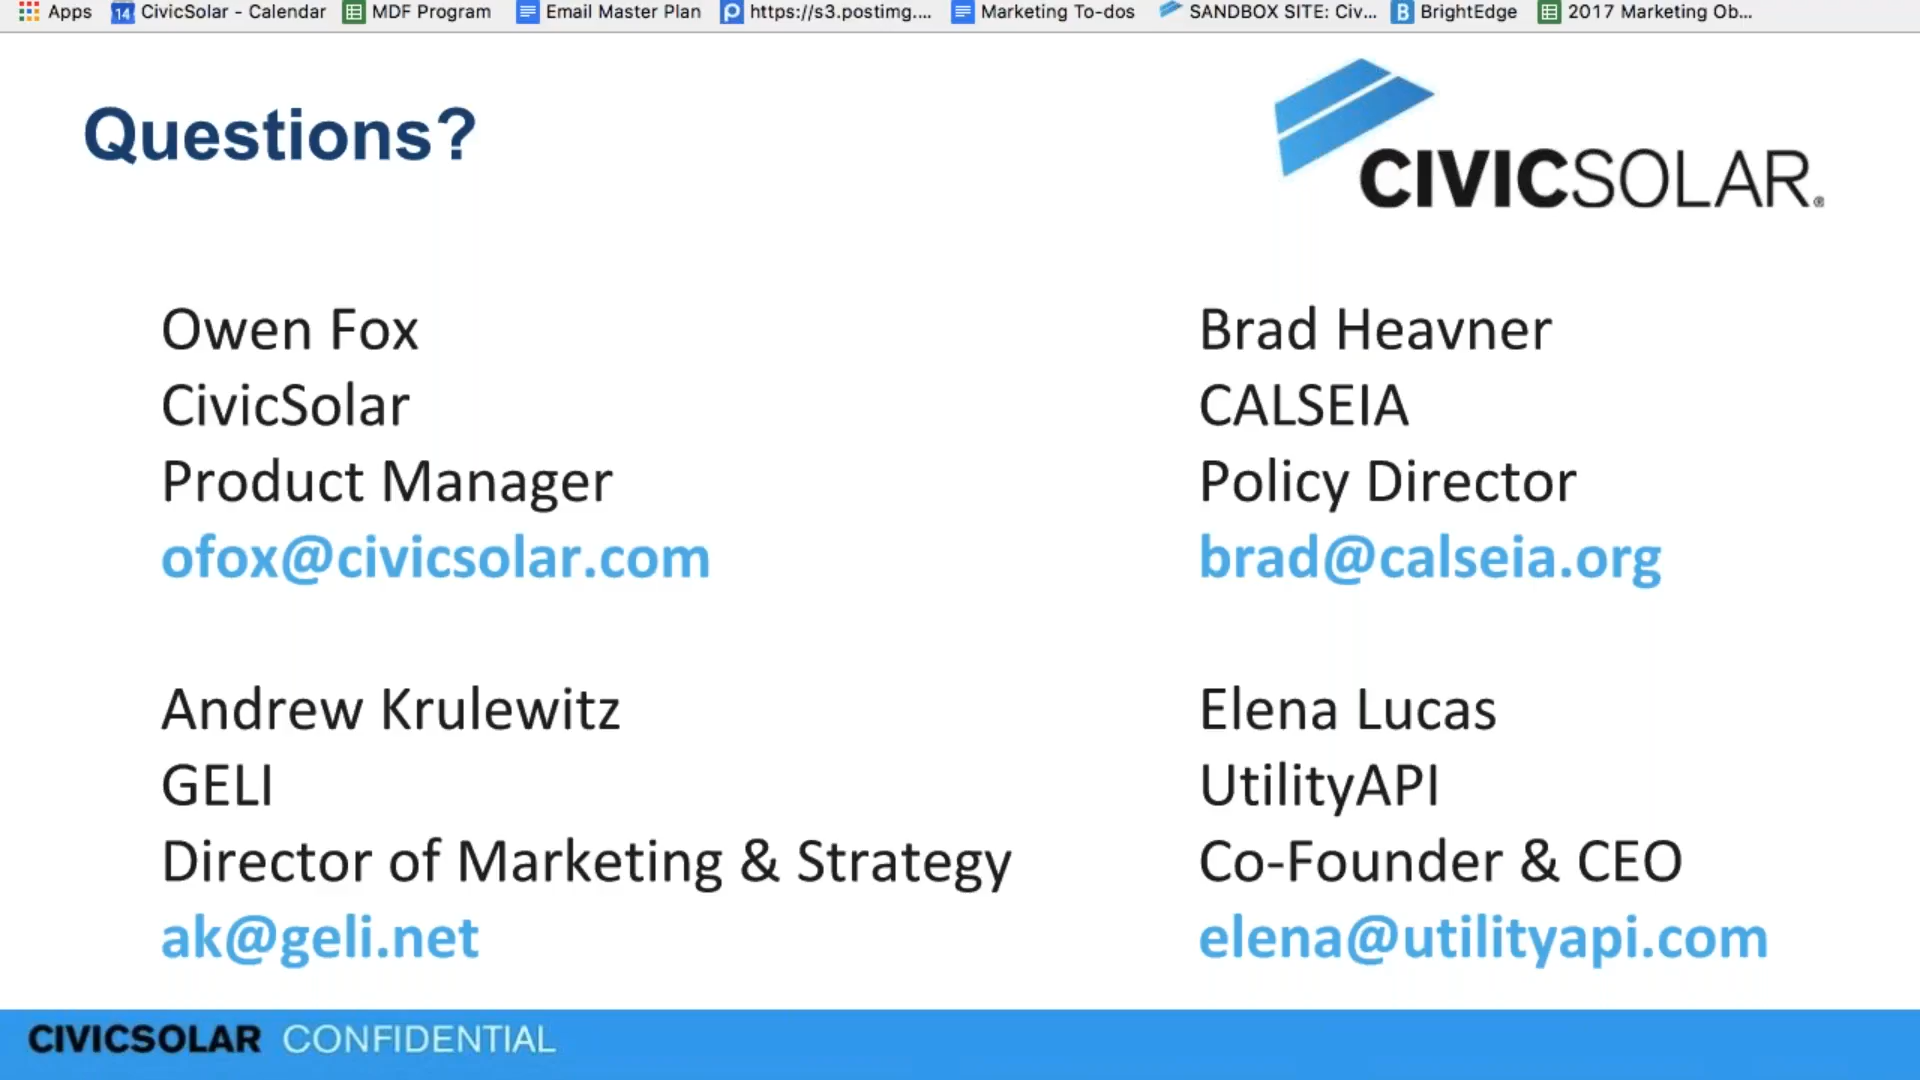 Apps CivicSolar - Calendar MDF Program Email Master Plan https://s3.postimg.... Marketing To-dos SANDBOX SITE: Civ... BrightEdge 2017 Marketing Ob...
Questions?
CIVICSOLAR®
Owen Fox
CivicSolar
Product Manager
ofox@civicsolar.com
Brad Heavner
CALSEIA
Policy Director
brad@calseia.org
Andrew Krulewitz
GELI
Director of Marketing & Strategy
ak@geli.net
Elena Lucas
UtilityAPI
Co-Founder & CEO
elena@utilityapi.com
CIVICSOLAR CONFIDENTIAL